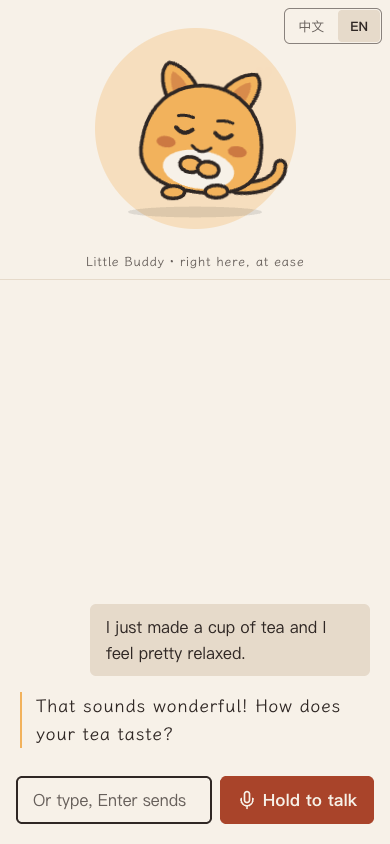 中文 EN
Little Buddy • right here, at ease
I just made a cup of tea and I
feel pretty relaxed.
That sounds wonderful! How does
your tea taste?
Or type, Enter sends
Hold to talk